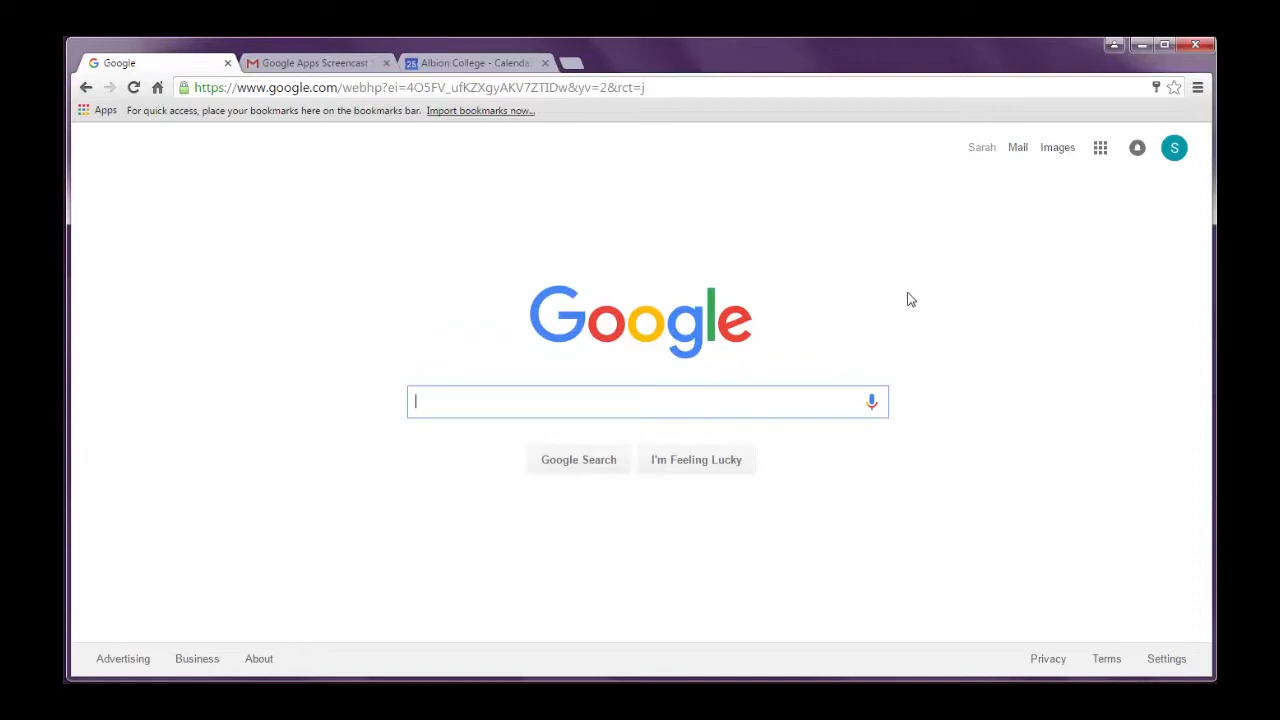 Google
Google Apps Screencast
Albion College - Calenda
https://www.google.com/webhp?ei=4O5FV_ufKZXgyAKV7ZTIDw&yv=2&rct=j
Apps For quick access, place your bookmarks here on the bookmarks bar. Import bookmarks now...
Sarah Mail Images S
Google
Google Search I'm Feeling Lucky
Advertising Business About Privacy Terms Settings